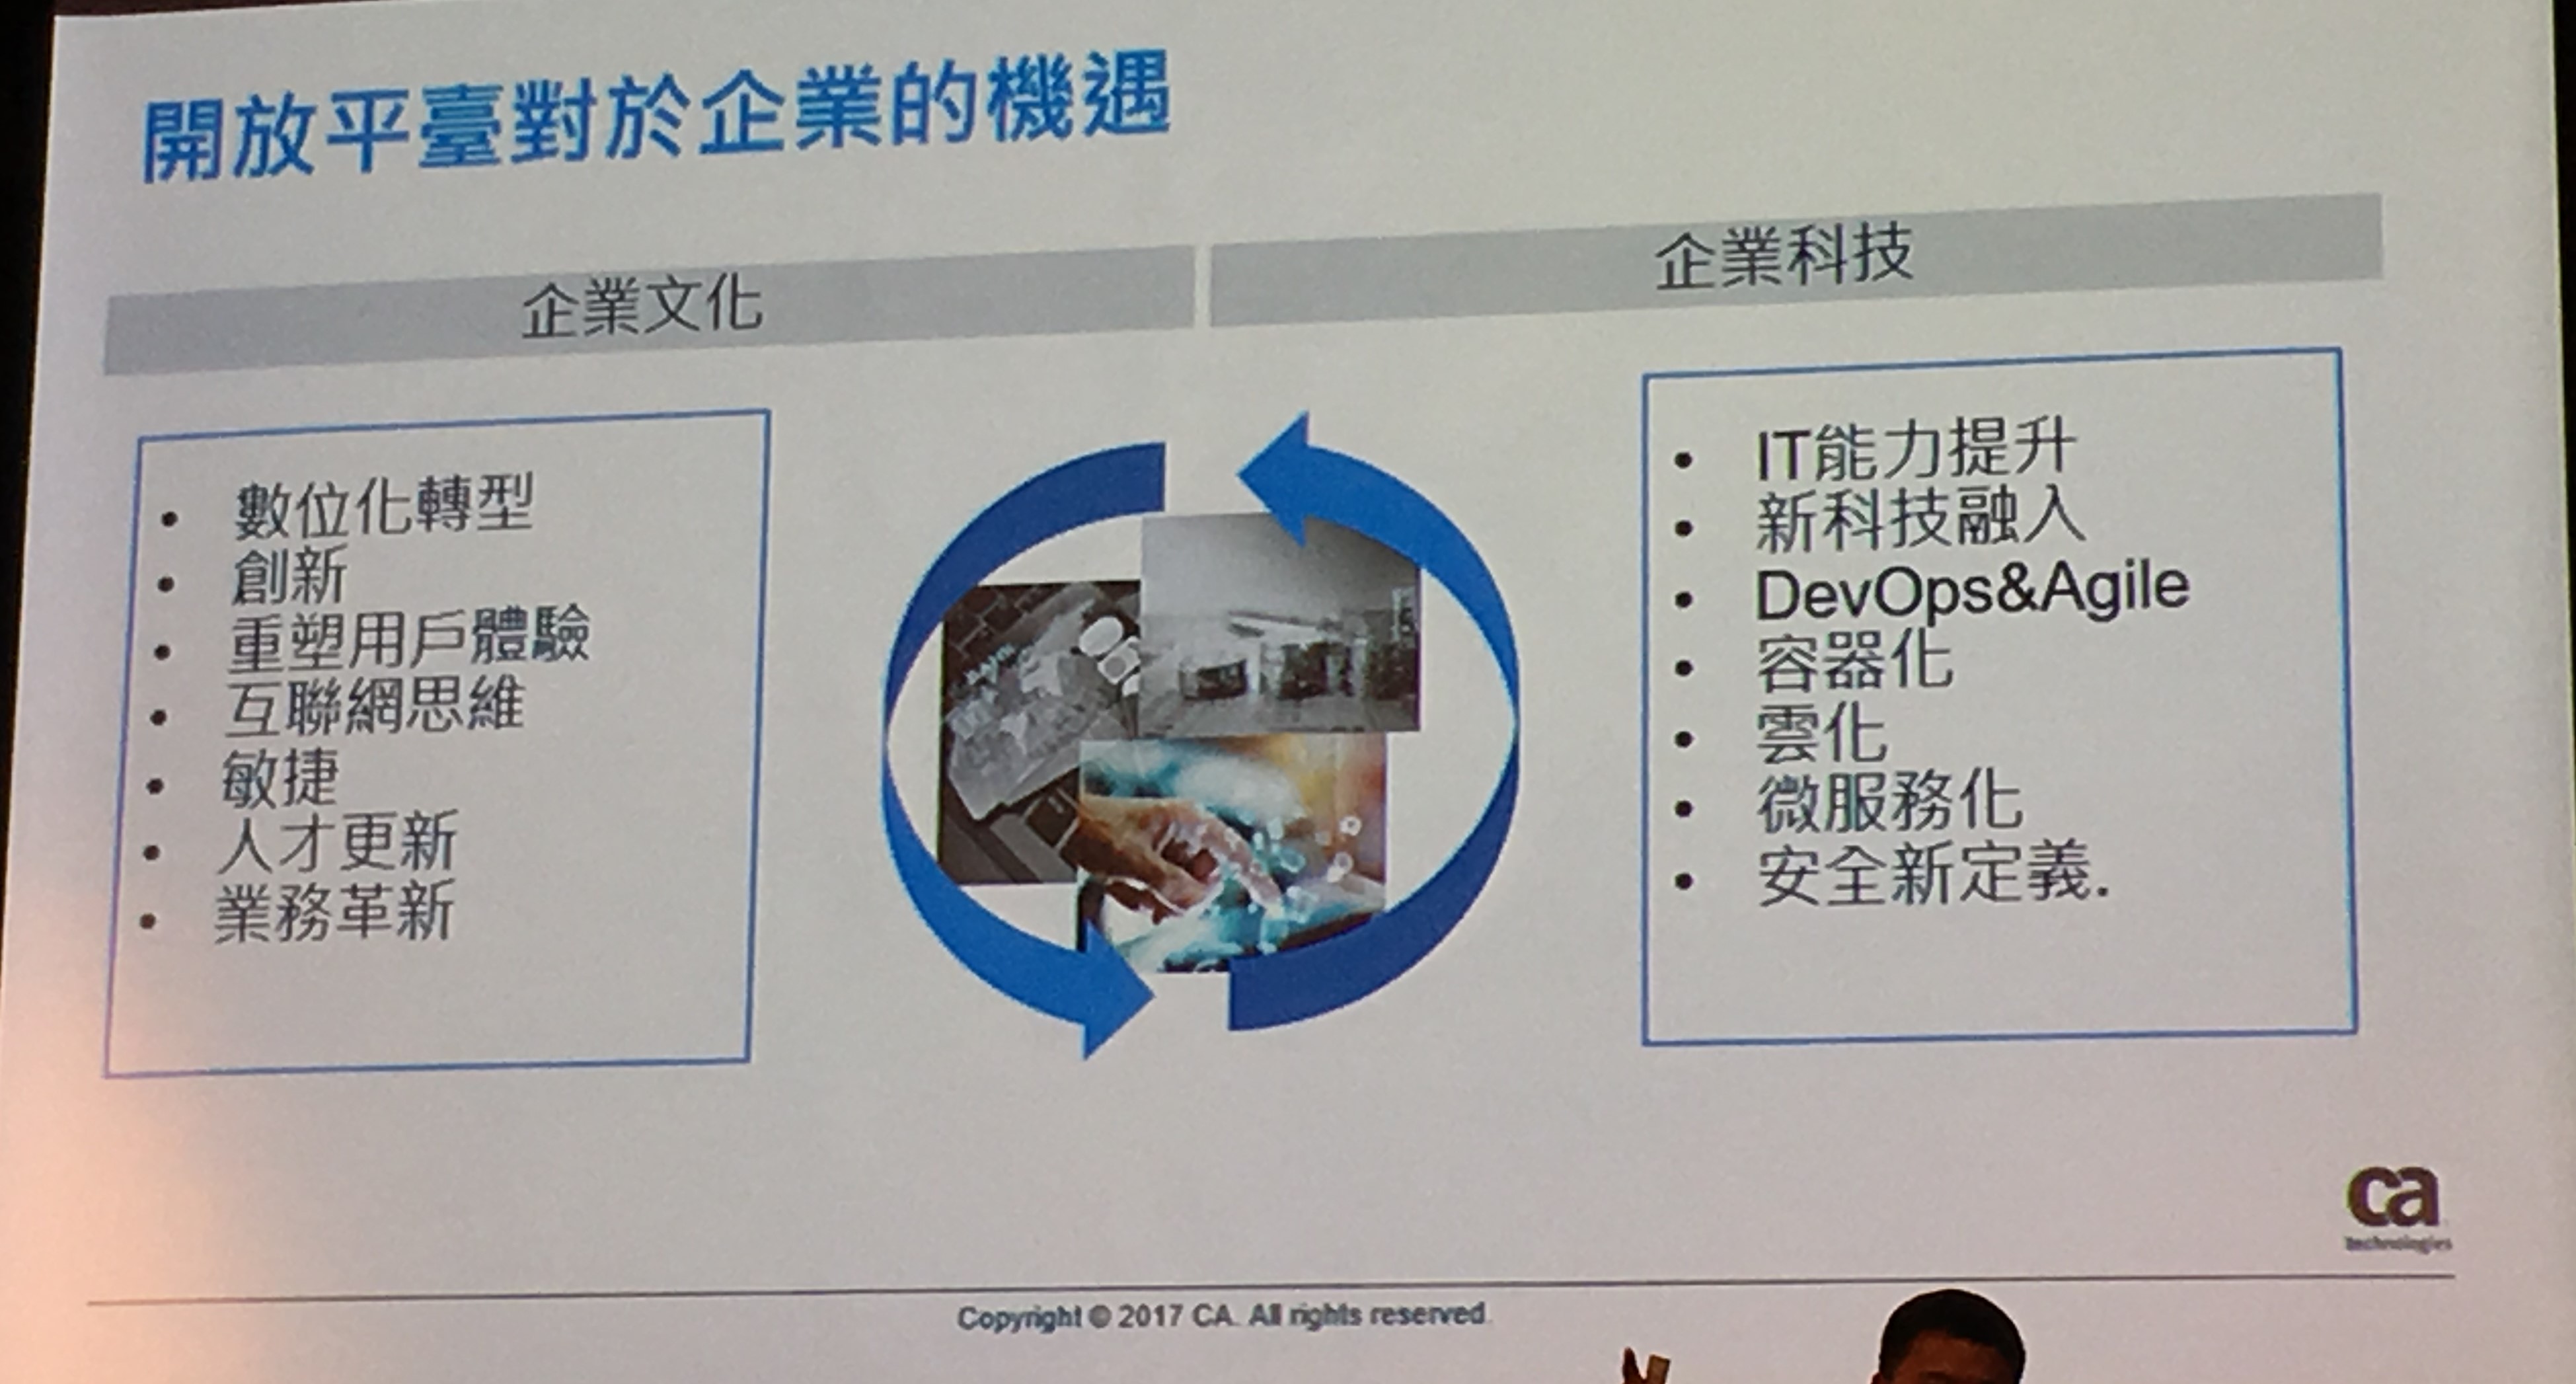 開放平臺對於企業的機遇
企業文化
企業科技
• 數位化轉型
• 創新
• 重塑用戶體驗
• 互聯網思維
• 敏捷
• 人才更新
• 業務革新
• IT能力提升
• 新科技融入
• DevOps&Agile
• 容器化
• 雲化
• 微服務化
• 安全新定義.
ca
technologies
Copyright © 2017 CA. All rights reserved.